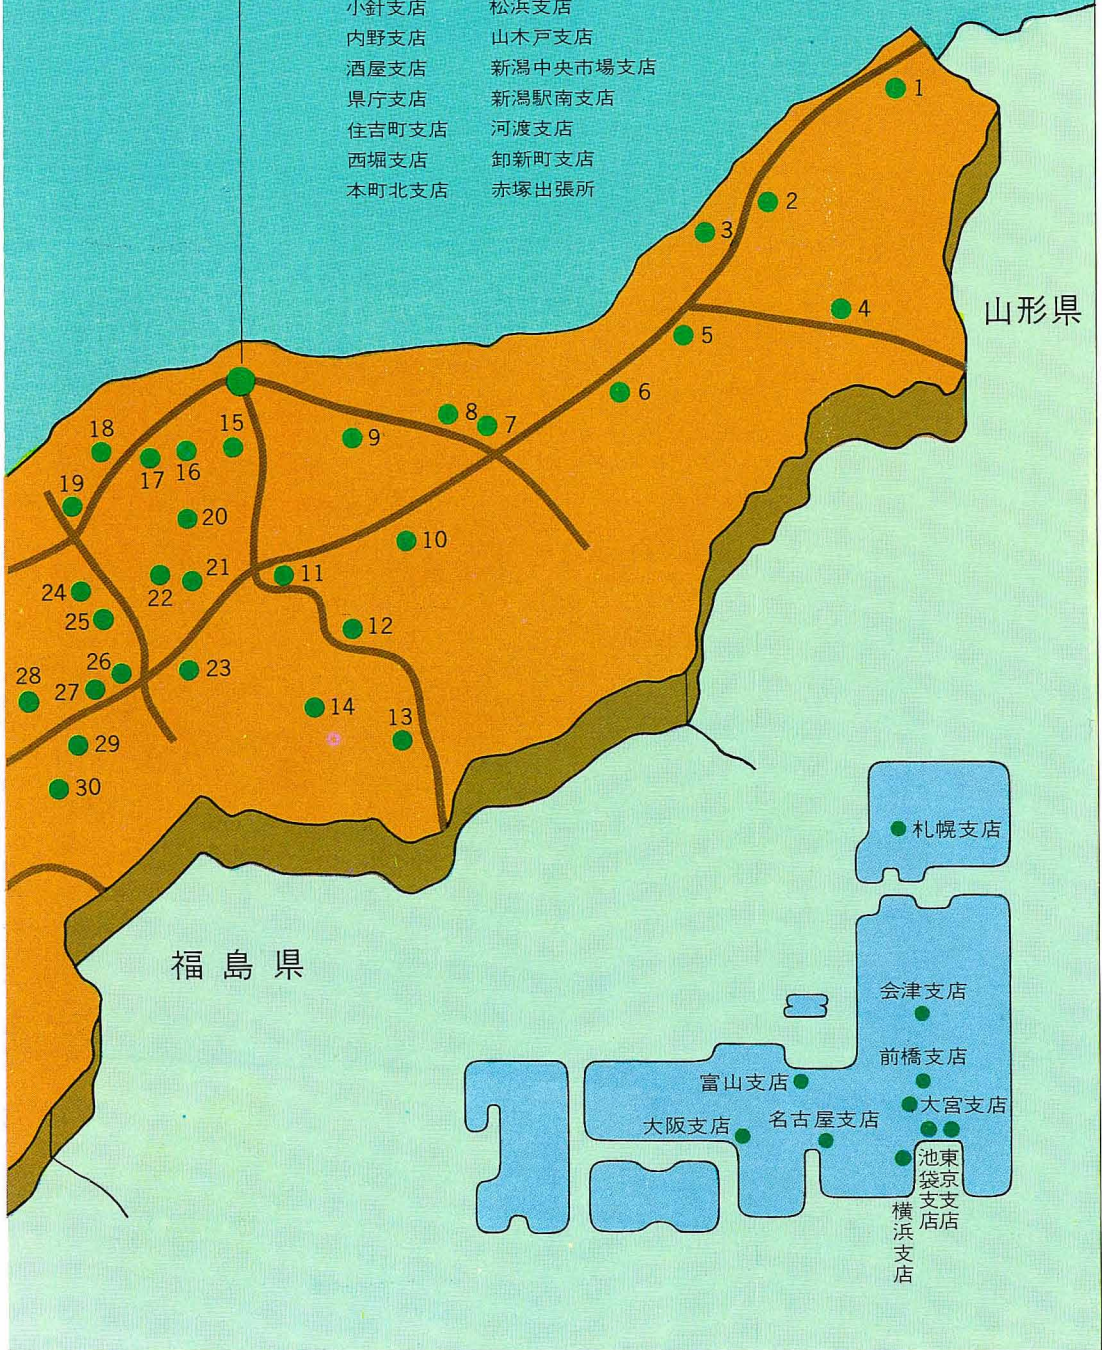 小針支店 松浜支店
内野支店 山木戸支店
酒屋支店 新潟中央市場支店
県庁支店 新潟駅南支店
住吉町支店 河渡支店
西堀支店 卸新町支店
本町北支店 赤塚出張所
1
2
3
4
山形県
5
6
8
7
15
9
18
17
16
19
20
10
21
11
24
22
25
12
26
23
28
27
14
13
29
30
札幌支店
福島県
会津支店
前橋支店
富山支店
大宮支店
大阪支店
名古屋支店
東京支店
池袋支店
横浜支店